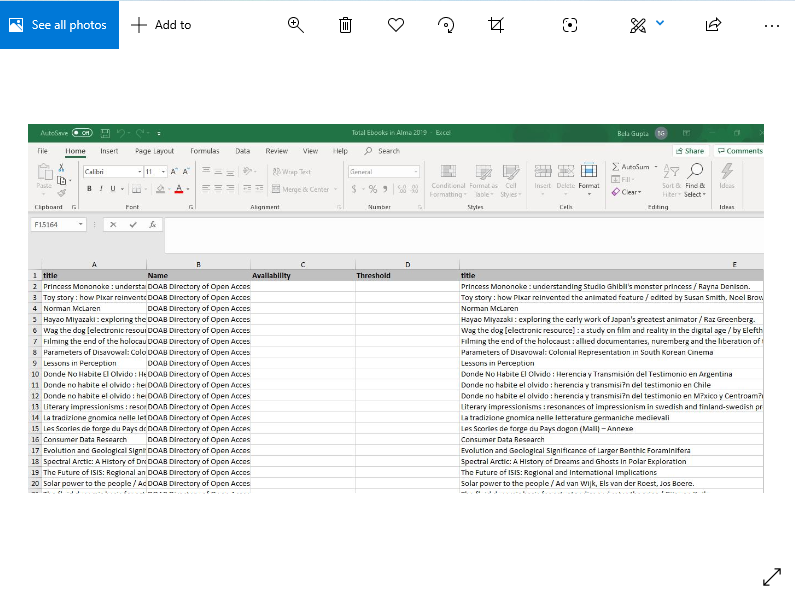 See all photos
Add to
AutoSave Off
Total Ebooks in Alma 2019 - Excel
Bela Gupta BG
File Home Insert Page Layout Formulas Data Review View Help Search Share Comments
Calibri 11 A A Wrap Text General AutoSum
Paste Fill
B I U A Merge & Center $ % Conditional Format as Cell Insert Delete Format Clear Sort & Find & Ideas
Formatting Table Styles Filter Select
Clipboard Font Alignment Number Styles Cells Editing Ideas
F15164 fx
A B C D E
1 title Name Availability Threshold title
2 Princess Mononoke : understa DOAB Directory of Open Acces Princess Mononoke : understanding Studio Ghibli's monster princess / Rayna Denison.
3 Toy story : how Pixar reinvente DOAB Directory of Open Acces Toy story : how Pixar reinvented the animated feature / edited by Susan Smith, Noel Brow
4 Norman McLaren DOAB Directory of Open Acces Norman McLaren
5 Hayao Miyazaki : exploring the DOAB Directory of Open Acces Hayao Miyazaki : exploring the early work of Japan's greatest animator / Raz Greenberg.
6 Wag the dog [electronic resou DOAB Directory of Open Acces Wag the dog [electronic resource] : a study on film and reality in the digital age / by Elefth
7 Filming the end of the holocau DOAB Directory of Open Acces Filming the end of the holocaust : allied documentaries, nuremberg and the liberation of
8 Parameters of Disavowal: Colo DOAB Directory of Open Acces Parameters of Disavowal: Colonial Representation in South Korean Cinema
9 Lessons in Perception DOAB Directory of Open Acces Lessons in Perception
10 Donde No Habite El Olvido : He DOAB Directory of Open Acces Donde No Habite El Olvido : Herencia y Transmisión del Testimonio en Argentina
11 Donde no habite el olvido : he DOAB Directory of Open Acces Donde no habite el olvido : herencia y transmisi?n del testimonio en Chile
12 Donde no habite el olvido : he DOAB Directory of Open Acces Donde no habite el olvido : herencia y transmisi?n del testimonio en M?xico y Centroam?
13 Literary impressionisms : resor DOAB Directory of Open Acces Literary impressionisms : resonances of impressionism in swedish and finland-swedish pr
14 La tradizione gnomica nelle let DOAB Directory of Open Acces La tradizione gnomica nelle letterature germaniche medievali
15 Les Scories de forge du Pays do DOAB Directory of Open Acces Les Scories de forge du Pays dogon (Mali) – Annexe
16 Consumer Data Research DOAB Directory of Open Acces Consumer Data Research
17 Evolution and Geological Signi DOAB Directory of Open Acces Evolution and Geological Significance of Larger Benthic Foraminifera
18 Spectral Arctic: A History of Dr DOAB Directory of Open Acces Spectral Arctic: A History of Dreams and Ghosts in Polar Exploration
19 The Future of ISIS: Regional an DOAB Directory of Open Acces The Future of ISIS: Regional and International Implications
20 Solar power to the people / Ad DOAB Directory of Open Acces Solar power to the people / Ad van Wijk, Els van der Roest, Jos Boere.